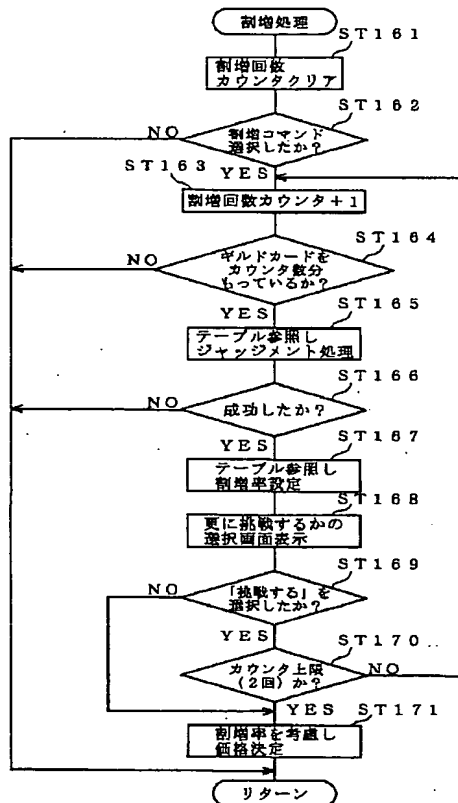 割増処理
ST161
割増回数
カウンタクリア
ST162
NO
割増コマンド
選択したか?
ST163
YES
割増回数カウンタ+1
ST164
NO
ギルドカードを
カウンタ数分
もっているか?
YES
ST165
テーブル参照し
ジャッジメント処理
ST166
NO
成功したか?
YES
ST167
テーブル参照し
割増率設定
ST168
更に挑戦するかの
選択画面表示
ST169
NO
「挑戦する」を
選択したか?
YES
ST170
カウンタ上限
(2回)か?
NO
YES
ST171
割増率を考慮し
価格決定
リターン